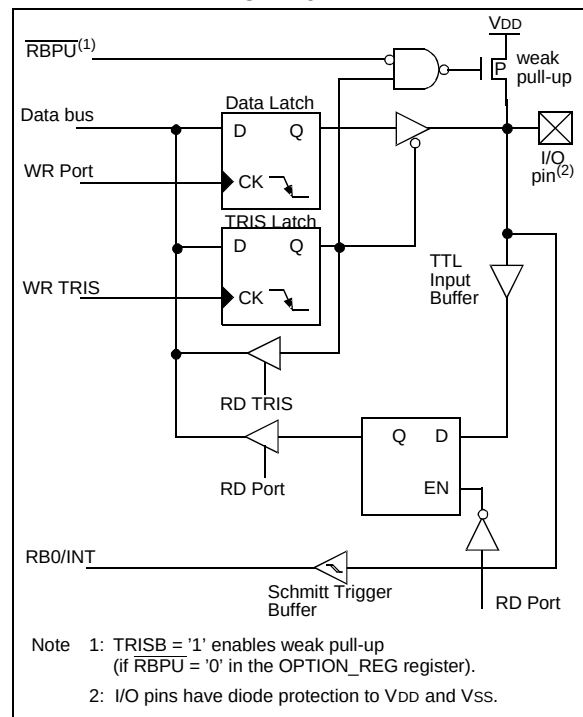 VDD
RBPU(1)
P
weak
pull-up
Data Latch
Data bus
D Q
I/O
pin(2)
WR Port
CK
TRIS Latch
D Q
TTL
Input
Buffer
WR TRIS
CK
RD TRIS
Q D
RD Port
EN
RB0/INT
Schmitt Trigger
Buffer
RD Port
Note 1: TRISB = ’1’ enables weak pull-up
(if RBPU = ’0’ in the OPTION_REG register).
2: I/O pins have diode protection to VDD and VSS.